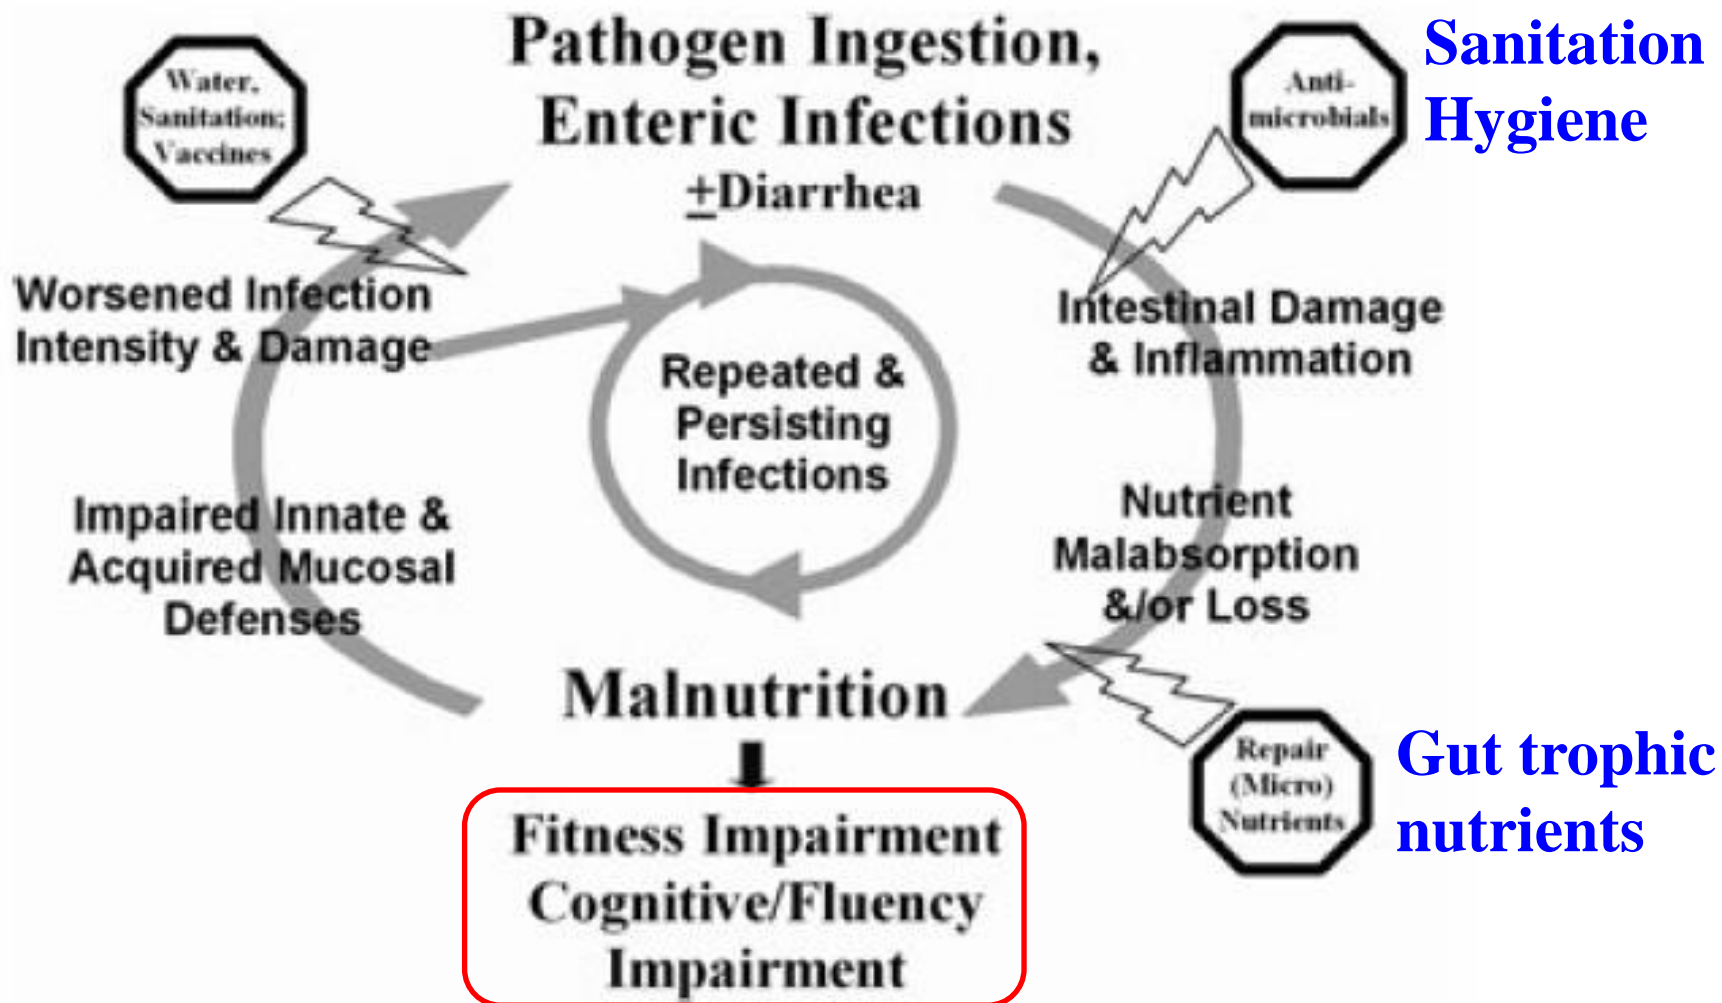 Pathogen Ingestion,
Enteric Infections
±Diarrhea
Water,
Sanitation;
Vaccines
Anti-
microbials
Sanitation
Hygiene
Worsened Infection
Intensity & Damage
Intestinal Damage
& Inflammation
Repeated &
Persisting
Infections
Impaired Innate &
Acquired Mucosal
Defenses
Nutrient
Malabsorption
&/or Loss
Malnutrition
Repair
(Micro)
Nutrients
Gut trophic
nutrients
Fitness Impairment
Cognitive/Fluency
Impairment